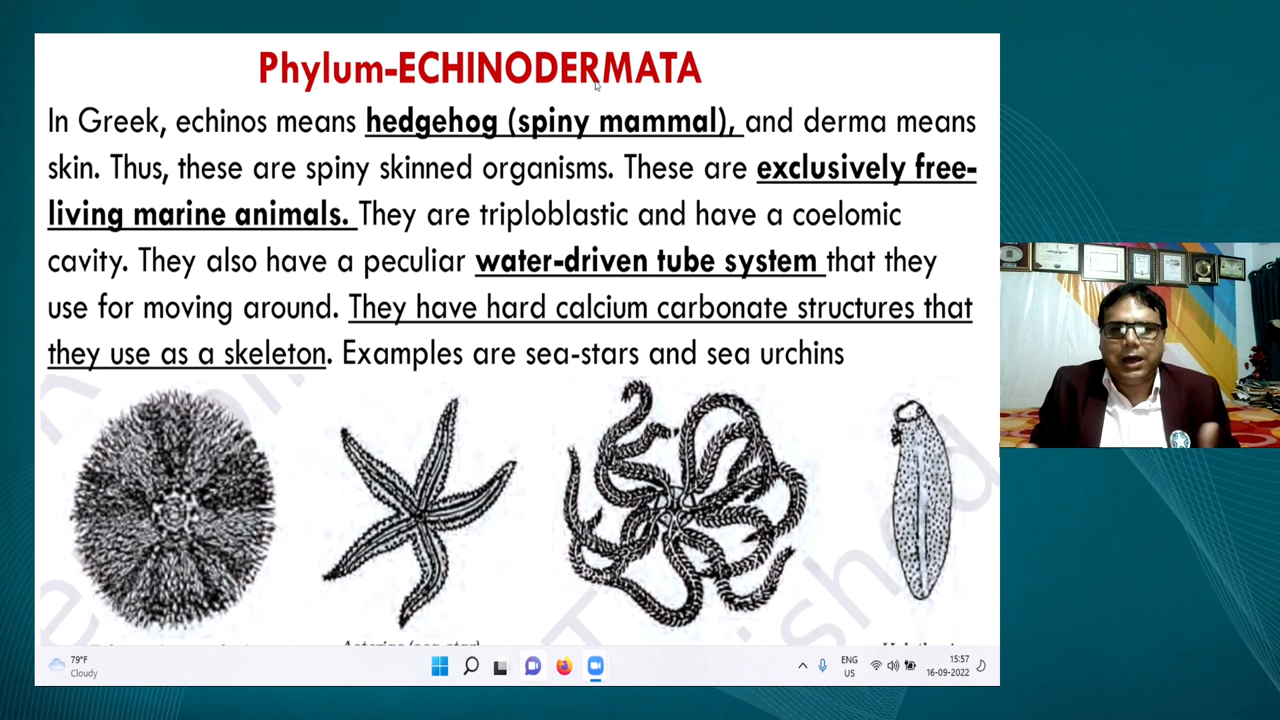 Phylum-ECHINODERMATA
In Greek, echinos means hedgehog (spiny mammal), and derma means
skin. Thus, these are spiny skinned organisms. These are exclusively free-
living marine animals. They are triploblastic and have a coelomic
cavity. They also have a peculiar water-driven tube system that they
use for moving around. They have hard calcium carbonate structures that
they use as a skeleton. Examples are sea-stars and sea urchins
79°F
Cloudy
ENG
US
15:57
16-09-2022